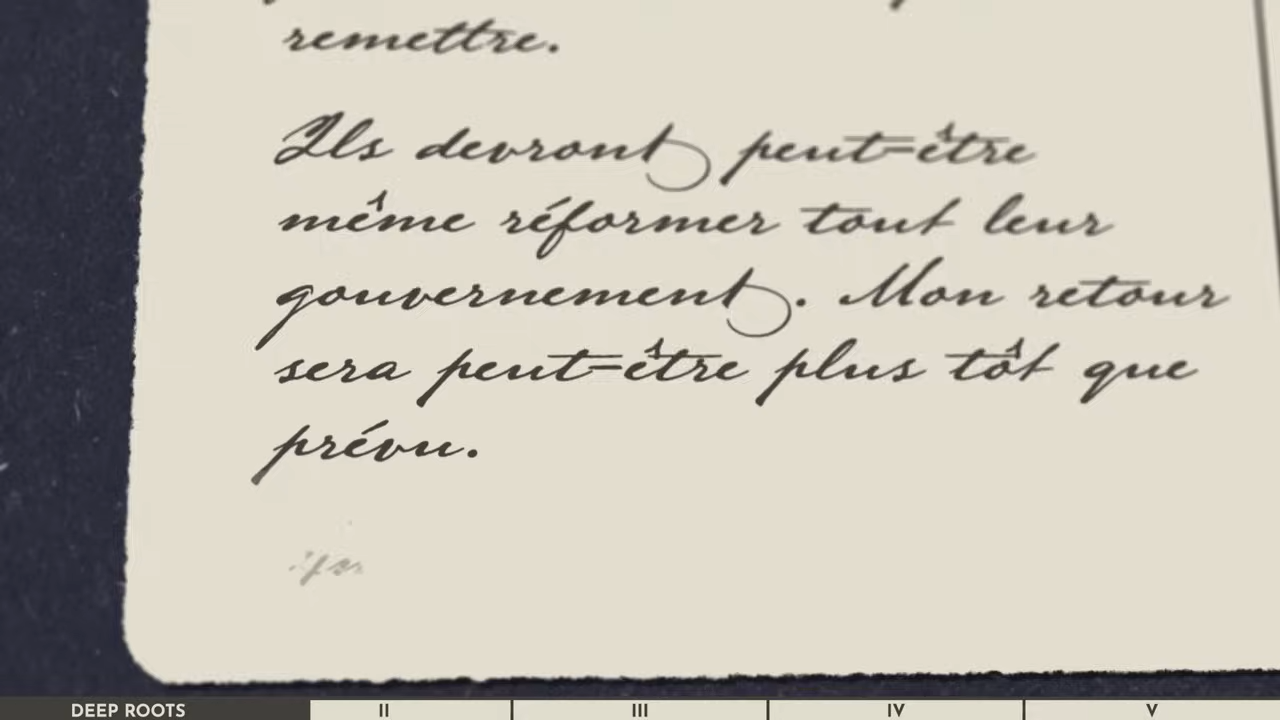 remettre.
Ils devront peut-être
même réformer tout leur
gouvernement. Mon retour
sera peut-être plus tôt que
prévu.
DEEP ROOTS II III IV V